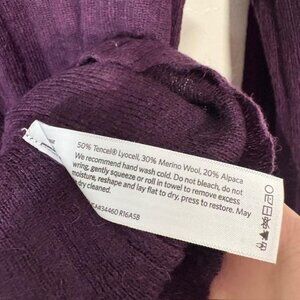 50% Tencel® Lyocell, 30% Merino Wool, 20% Alpaca
We recommend hand wash cold. Do not bleach, do not
wring, gently squeeze or roll in towel to remove excess
moisture, reshape and lay flat to dry, press to restore. May
dry cleaned.
434460 R16ASB